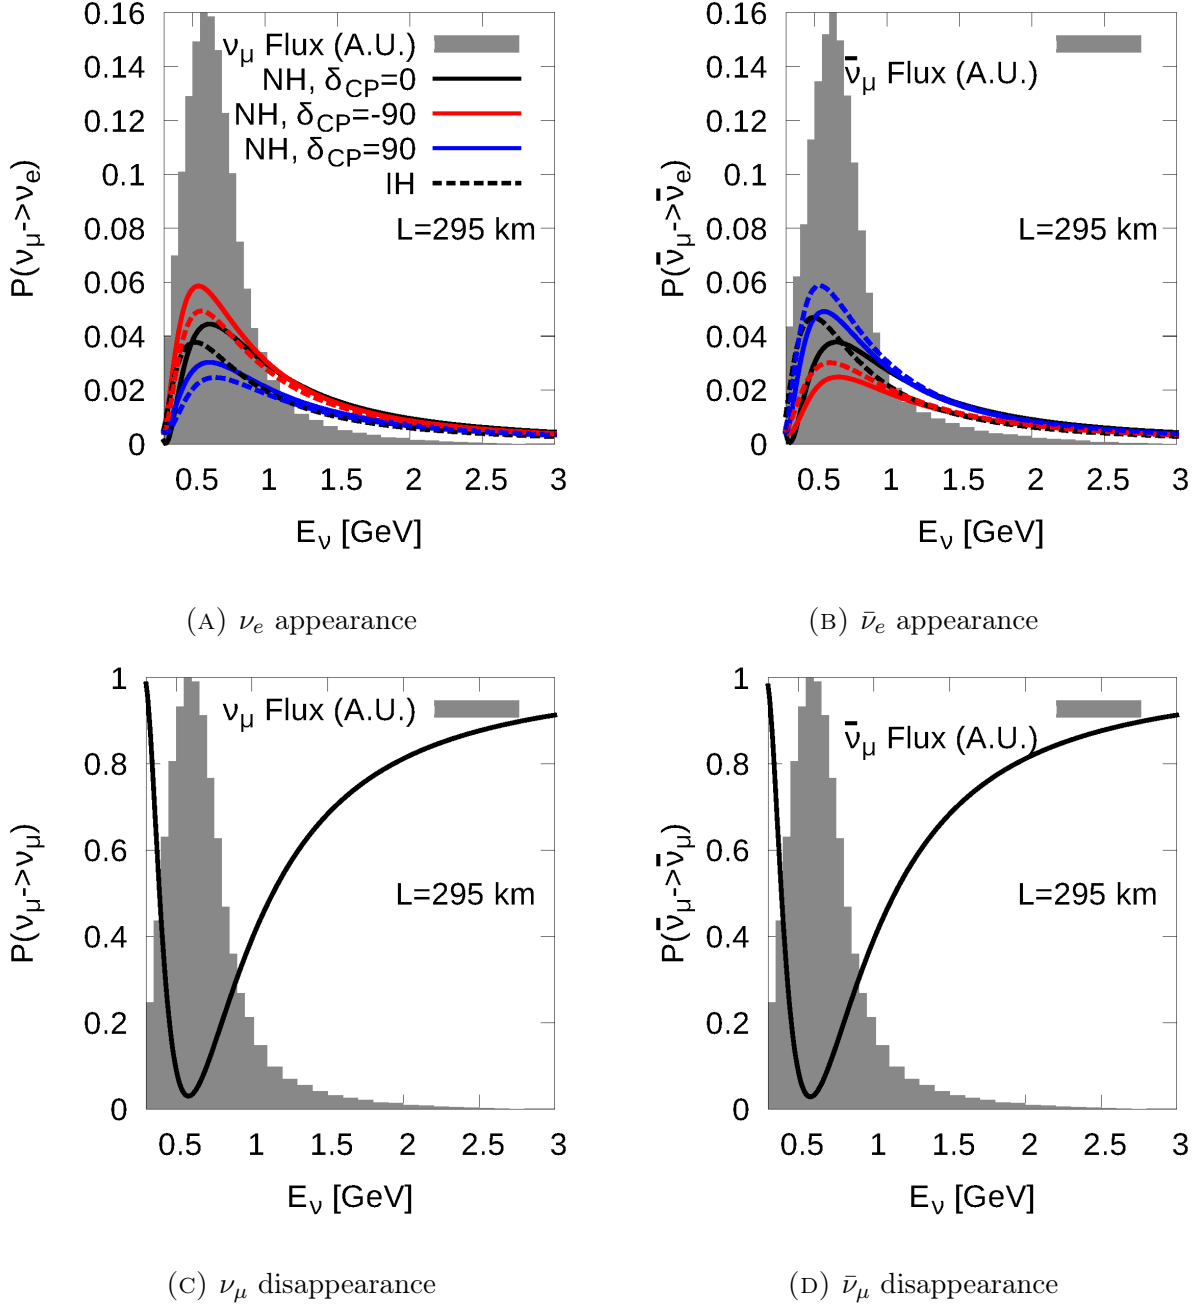 0.16
0.14
0.12
0.1
0.08
0.06
0.04
0.02
0
P(νμ->νe)
νμ Flux (A.U.)
NH, δCP=0
NH, δCP=-90
NH, δCP=90
IH
L=295 km
0.5 1 1.5 2 2.5 3
Eν [GeV]
(A) νe appearance
0.16
0.14
0.12
0.1
0.08
0.06
0.04
0.02
0
P(ν̄μ->ν̄e)
ν̄μ Flux (A.U.)
L=295 km
0.5 1 1.5 2 2.5 3
Eν [GeV]
(B) ν̄e appearance
1
0.8
0.6
0.4
0.2
0
P(νμ->νμ)
νμ Flux (A.U.)
L=295 km
0.5 1 1.5 2 2.5 3
Eν [GeV]
(C) νμ disappearance
1
0.8
0.6
0.4
0.2
0
P(ν̄μ->ν̄μ)
ν̄μ Flux (A.U.)
L=295 km
0.5 1 1.5 2 2.5 3
Eν [GeV]
(D) ν̄μ disappearance